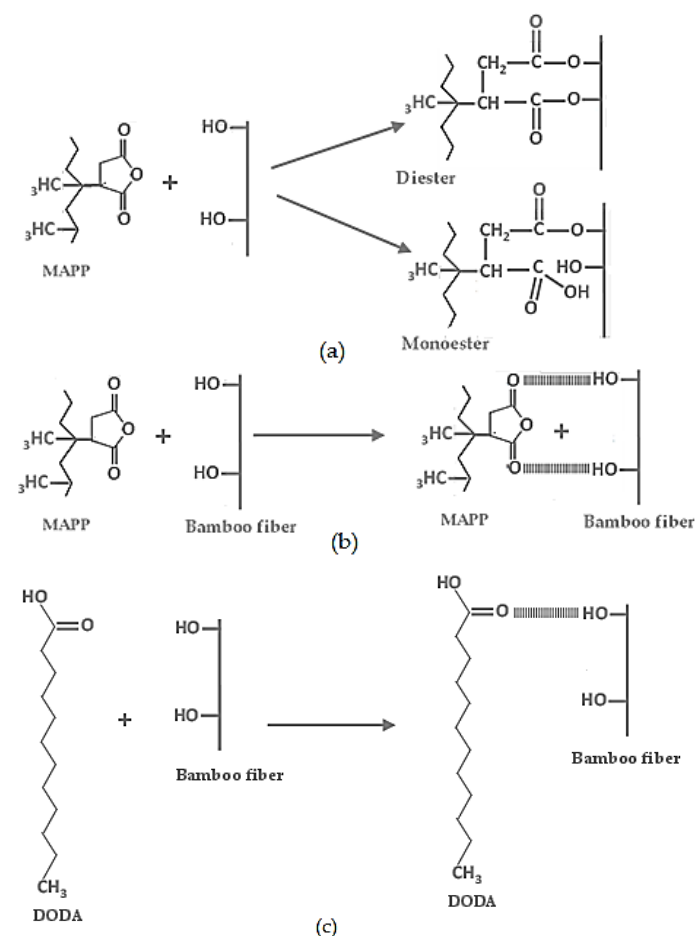 O
CH₂ C O
₃HC CH C O
O
Diester
O
HO
O
₃HC
O
₃HC
MAPP
+
HO
O
CH₂ C O
₃HC CH C HO
OH
O
Monoester
(a)
O
HO
O
₃HC
O
₃HC
MAPP
+
HO
Bamboo fiber
O HO
O
₃HC
O HO
₃HC
MAPP
+
Bamboo fiber
(b)
HO
O
+
HO
HO
Bamboo fiber
CH₃
DODA
HO
O HO
HO
Bamboo fiber
CH₃
DODA
(c)